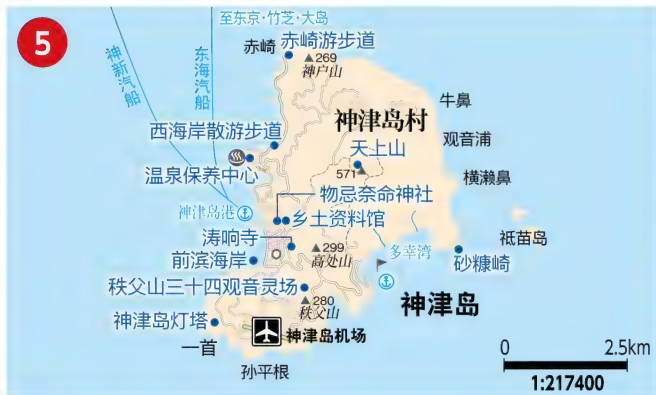 5
至东京·竹芝·大岛
神新汽船
东海汽船
赤崎
赤崎游步道
269
神户山
牛鼻
神津岛村
观音浦
西海岸散游步道
天上山
571
横濑鼻
温泉保养中心
物忌奈命神社
神津岛港
乡土资料馆
祗苗岛
涛响寺
299
高处山
多幸湾
前滨海岸
砂糠崎
秩父山三十四观音灵场
280
秩父山
神津岛
神津岛灯塔
神津岛机场
一首
孙平根
0 2.5km
1:217400